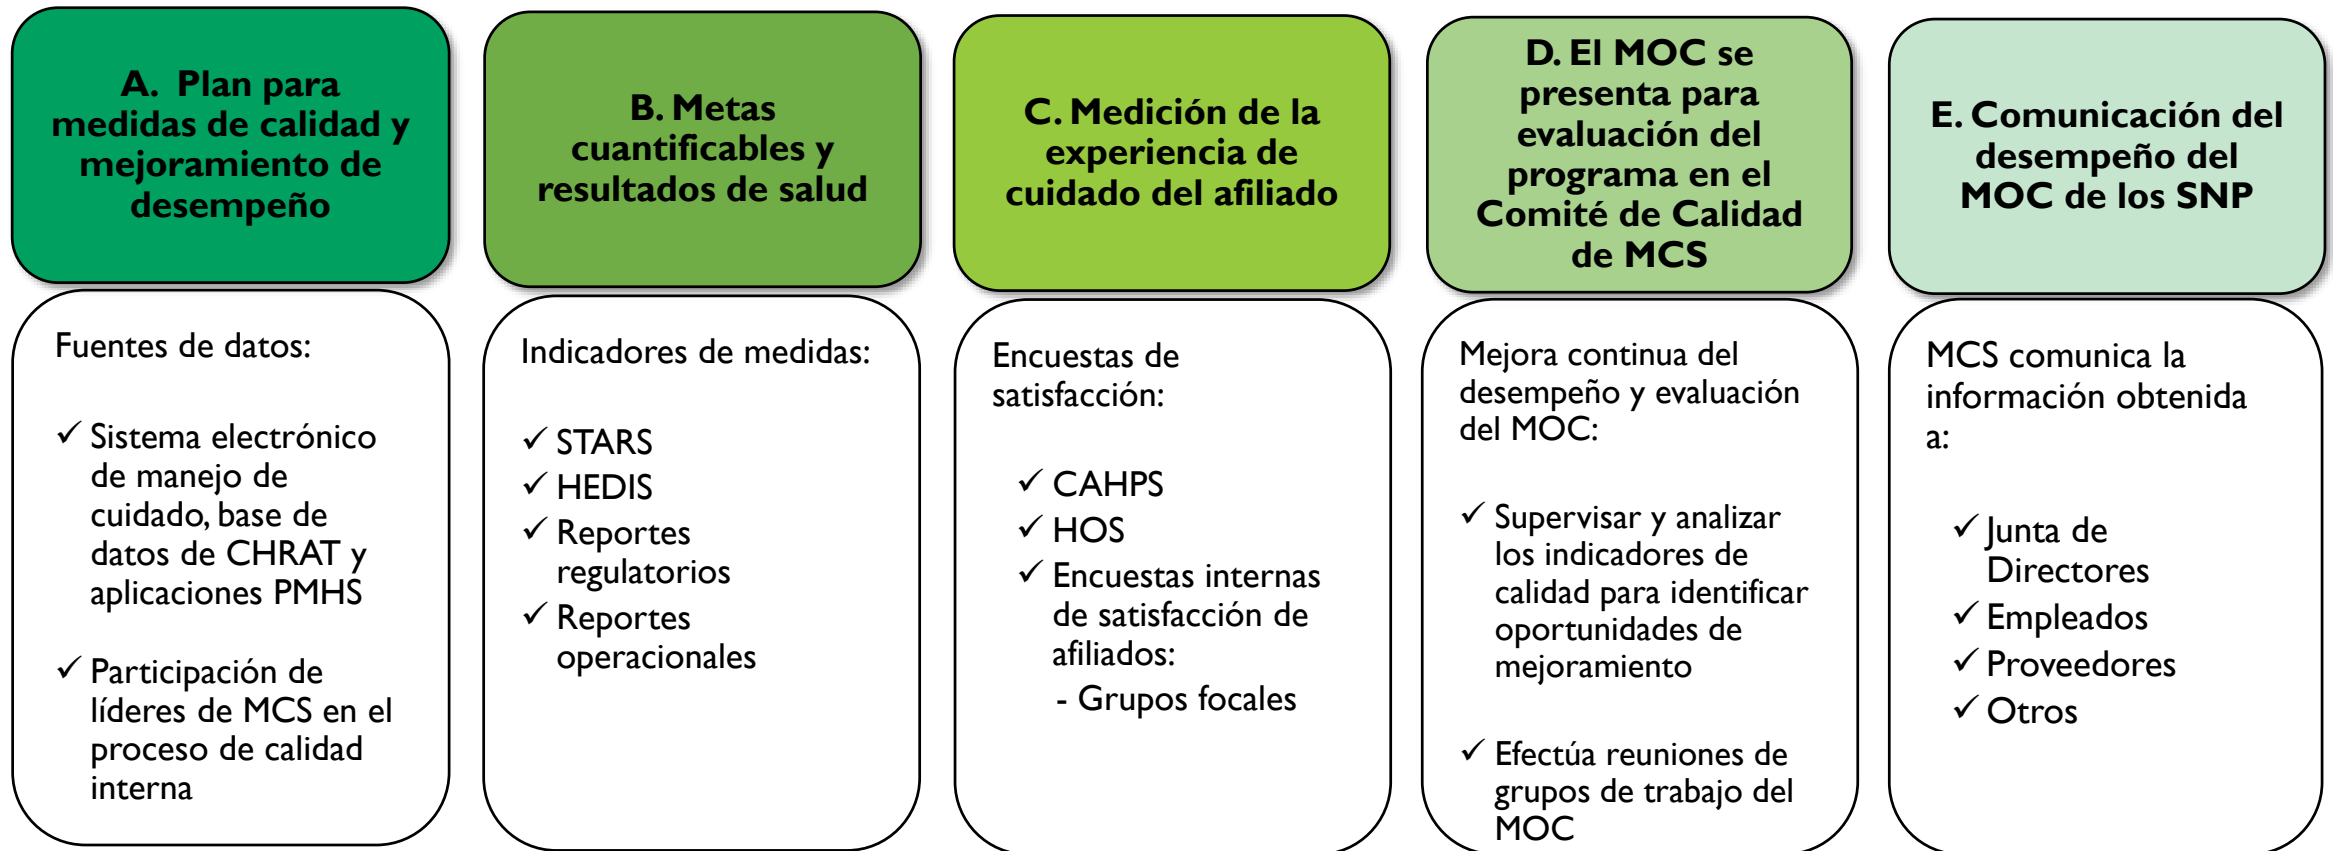 A. Plan para
medidas de calidad y
mejoramiento de
desempeño
Fuentes de datos:
✓ Sistema electrónico
de manejo de
cuidado, base de
datos de CHRAT y
aplicaciones PMHS
✓ Participación de
líderes de MCS en el
proceso de calidad
interna
B. Metas
cuantificables y
resultados de salud
Indicadores de medidas:
✓ STARS
✓ HEDIS
✓ Reportes
regulatorios
✓ Reportes
operacionales
C. Medición de la
experiencia de
cuidado del afiliado
Encuestas de
satisfacción:
✓ CAHPS
✓ HOS
✓ Encuestas internas
de satisfacción de
afiliados:
- Grupos focales
D. El MOC se
presenta para
evaluación del
programa en el
Comité de Calidad
de MCS
Mejora continua del
desempeño y evaluación
del MOC:
✓ Supervisar y analizar
los indicadores de
calidad para identificar
oportunidades de
mejoramiento
✓ Efectúa reuniones de
grupos de trabajo del
MOC
E. Comunicación del
desempeño del
MOC de los SNP
MCS comunica la
información obtenida
a:
✓ Junta de
Directores
✓ Empleados
✓ Proveedores
✓ Otros